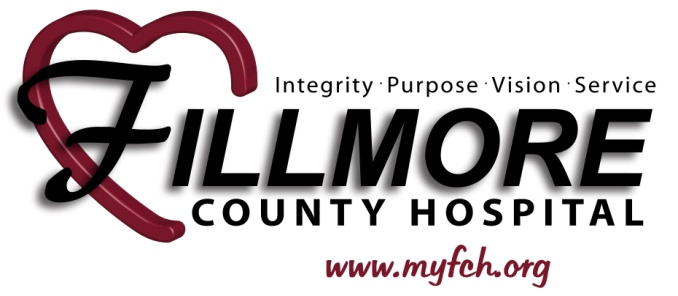 Integrity · Purpose · Vision · Service
FILLMORE
COUNTY HOSPITAL
www.myfch.org